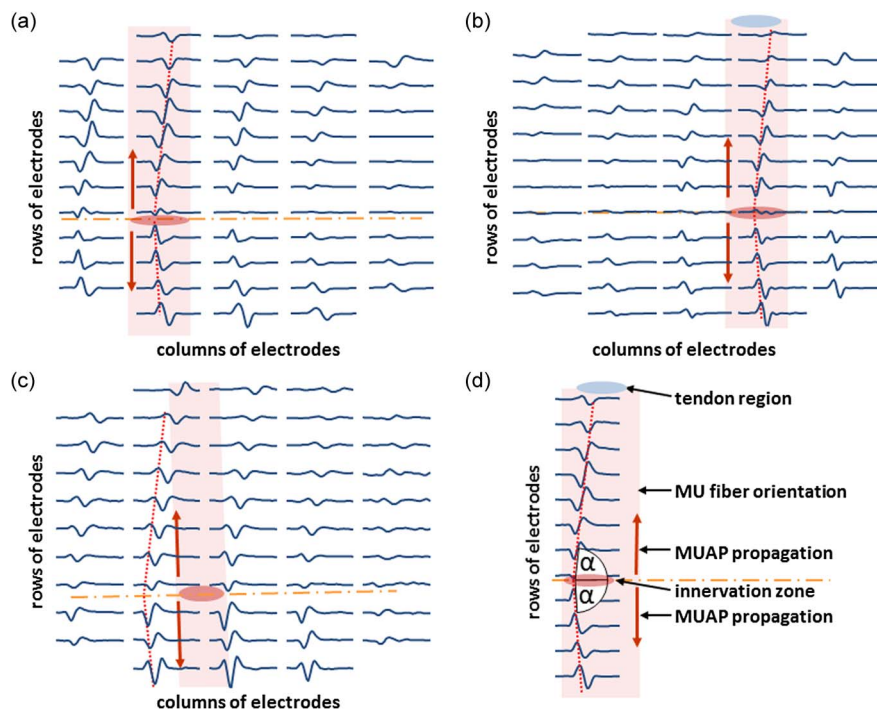 (a)
rows of electrodes
columns of electrodes
(b)
rows of electrodes
columns of electrodes
(c)
rows of electrodes
columns of electrodes
(d)
rows of electrodes
tendon region
MU fiber orientation
MUAP propagation
α
innervation zone
α
MUAP propagation